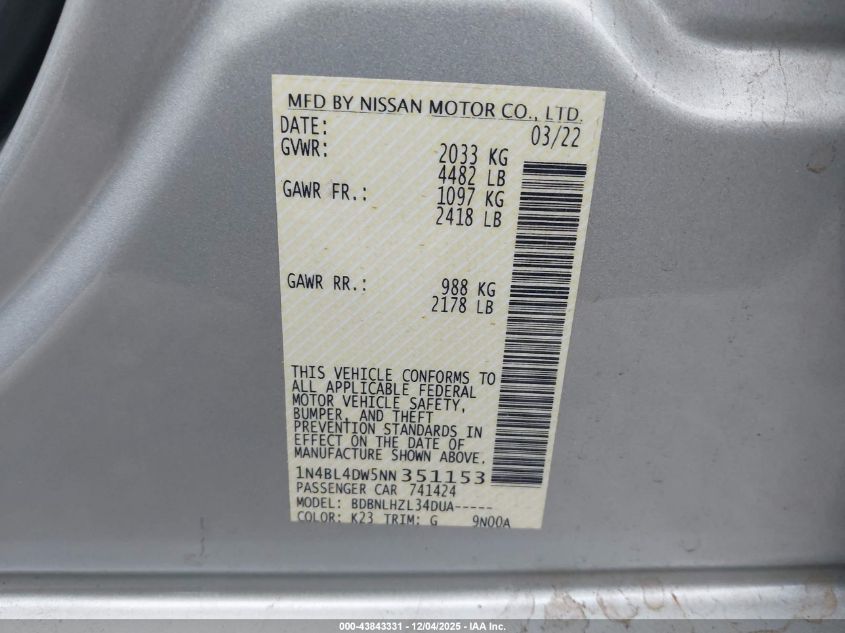 MFD BY NISSAN MOTOR CO., LTD.
DATE: 03/22
GVWR: 2033 KG
4482 LB
GAWR FR.: 1097 KG
2418 LB
GAWR RR.: 988 KG
2178 LB
THIS VEHICLE CONFORMS TO
ALL APPLICABLE FEDERAL
MOTOR VEHICLE SAFETY,
BUMPER, AND THEFT
PREVENTION STANDARDS IN
EFFECT ON THE DATE OF
MANUFACTURE SHOWN ABOVE.
1N4BL4DW5NN351153
PASSENGER CAR 741424
MODEL: BDBNLHZL34DUA-----
COLOR: K23 TRIM: G 9N00A
000-43843331 - 12/04/2025 - IAA Inc.